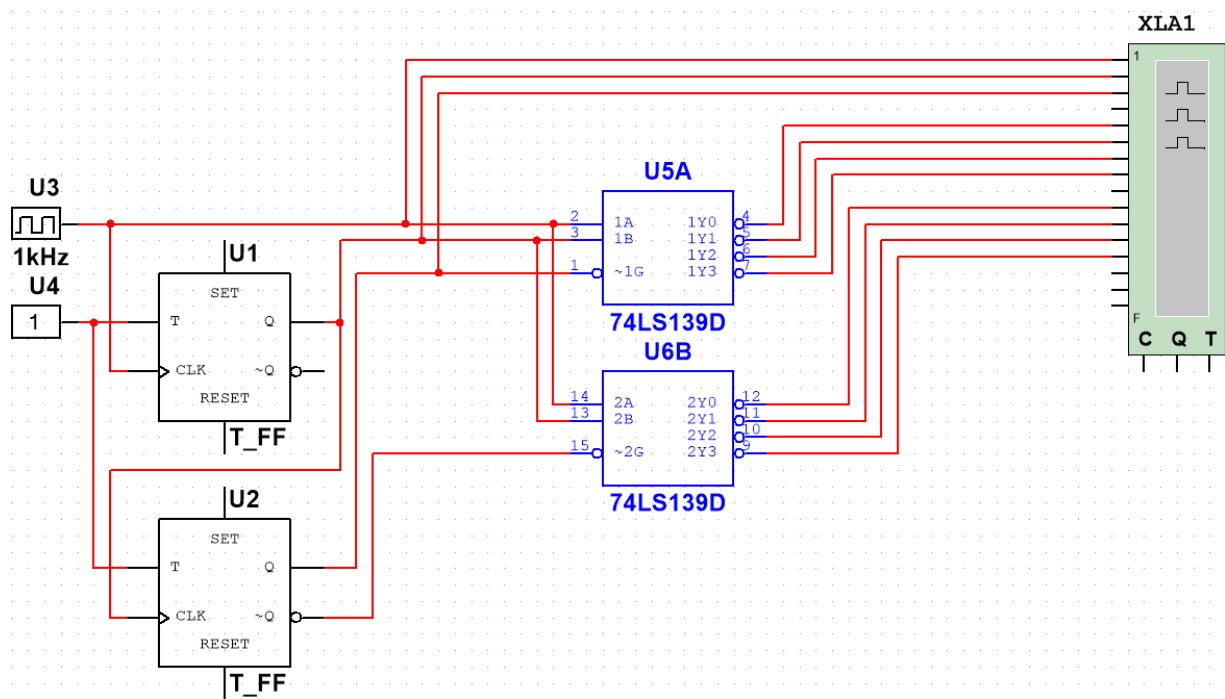 XLA1
1
F
C Q T
U3
1kHz
U4
1
U1
SET
T Q
CLK ~Q
RESET
T_FF
U2
SET
T Q
CLK ~Q
RESET
T_FF
U5A
2 1A 1Y0 4
3 1B 1Y1 5
1Y2 6
1 ~1G 1Y3 7
74LS139D
U6B
14 2A 2Y0 12
13 2B 2Y1 11
2Y2 10
15 ~2G 2Y3 9
74LS139D